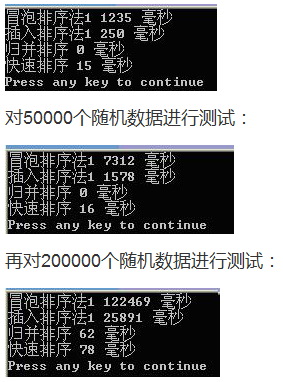 冒泡排序法1 1235 毫秒
插入排序法1 250 毫秒
归并排序 0 毫秒
快速排序 15 毫秒
Press any key to continue
对50000个随机数据进行测试：
冒泡排序法1 7312 毫秒
插入排序法1 1578 毫秒
归并排序 0 毫秒
快速排序 16 毫秒
Press any key to continue
再对200000个随机数据进行测试：
冒泡排序法1 122469 毫秒
插入排序法1 25891 毫秒
归并排序 62 毫秒
快速排序 78 毫秒
Press any key to continue